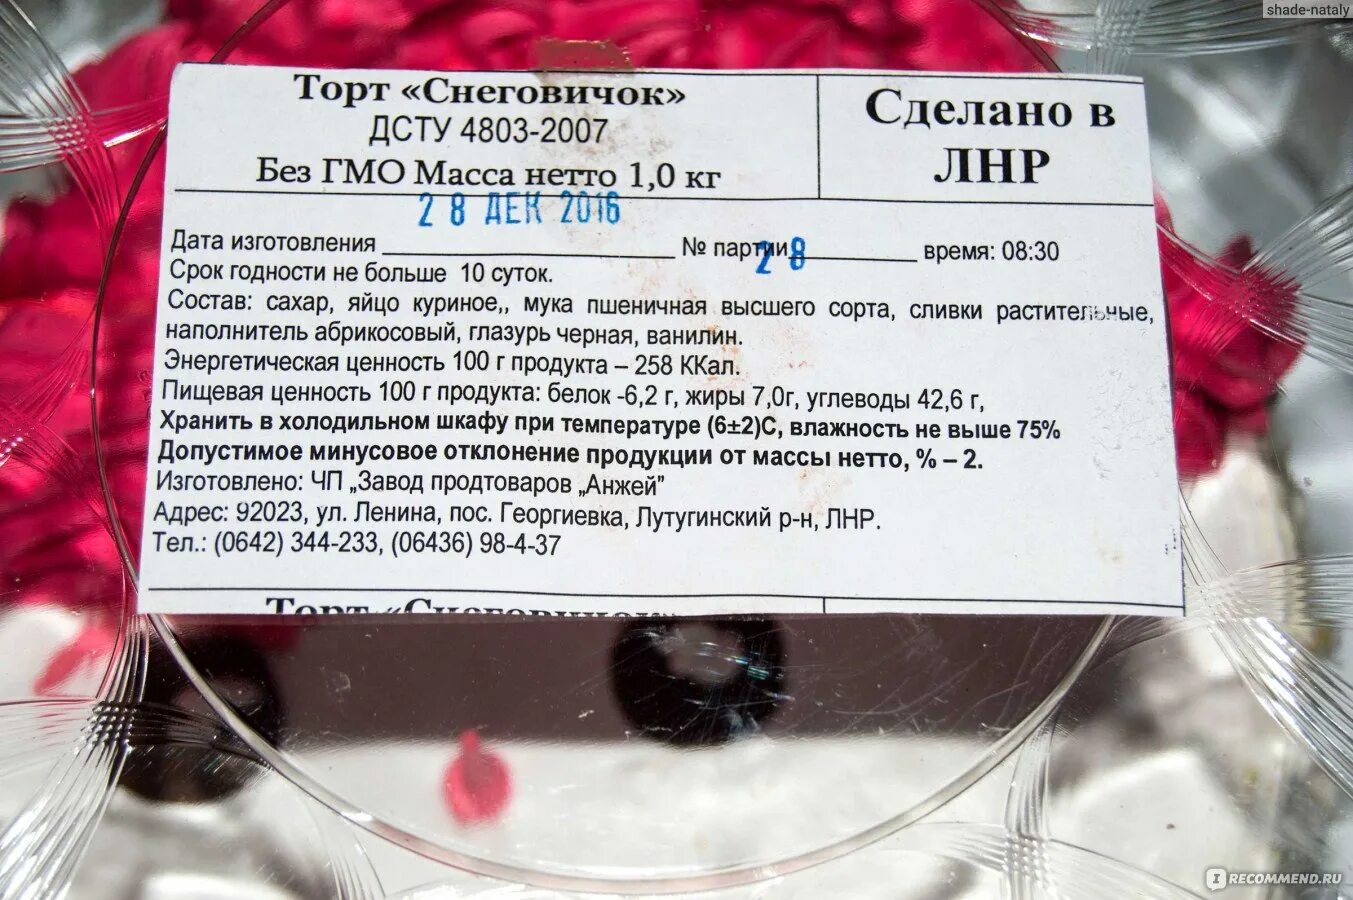 shade-nataly
Торт «Снеговичок»
ДСТУ 4803-2007
Без ГМО Масса нетто 1,0 кг
Сделано в
ЛНР
28 ДЕК 2016
Дата изготовления ____________ № партии 28 ________ время: 08:30
Срок годности не больше 10 суток.
Состав: сахар, яйцо куриное,, мука пшеничная высшего сорта, сливки растительные,
наполнитель абрикосовый, глазурь черная, ванилин.
Энергетическая ценность 100 г продукта – 258 ККал.
Пищевая ценность 100 г продукта: белок -6,2 г, жиры 7,0г, углеводы 42,6 г,
Хранить в холодильном шкафу при температуре (6±2)С, влажность не выше 75%
Допустимое минусовое отклонение продукции от массы нетто, % – 2.
Изготовлено: ЧП „Завод продтоваров „Анжей”
Адрес: 92023, ул. Ленина, пос. Георгиевка, Лутугинский р-н, ЛНР.
Тел.: (0642) 344-233, (06436) 98-4-37
Торт «Снеговичок»
IRECOMMEND.RU